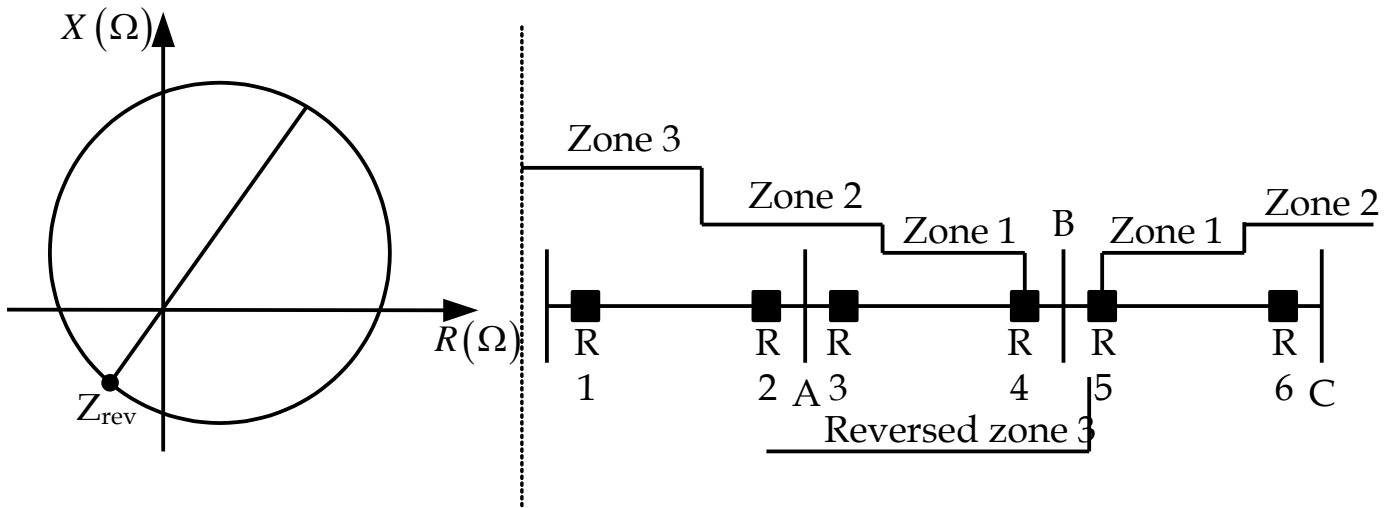 X (Ω)
R (Ω)
Z_rev
Zone 3
Zone 2
Zone 1
B
Zone 1
Zone 2
R R R R R R
1 2 A 3 4 5 6 C
Reversed zone 3